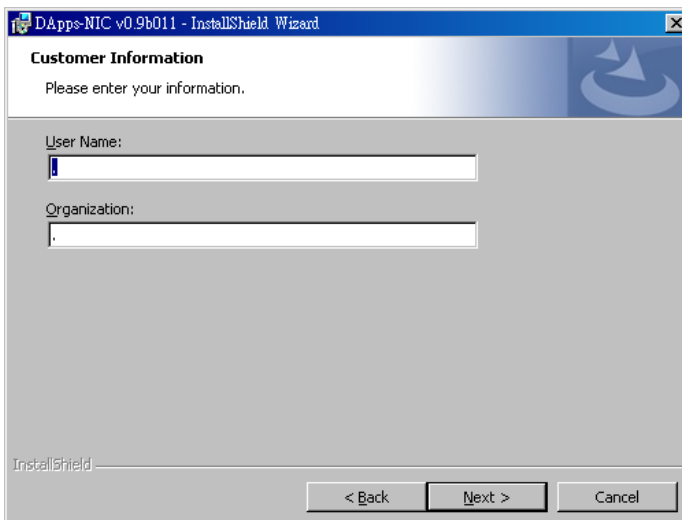 DApps-NIC v0.9b011 - InstallShield Wizard
Customer Information
Please enter your information.
User Name:
.
Organization:
.
InstallShield
< Back Next > Cancel